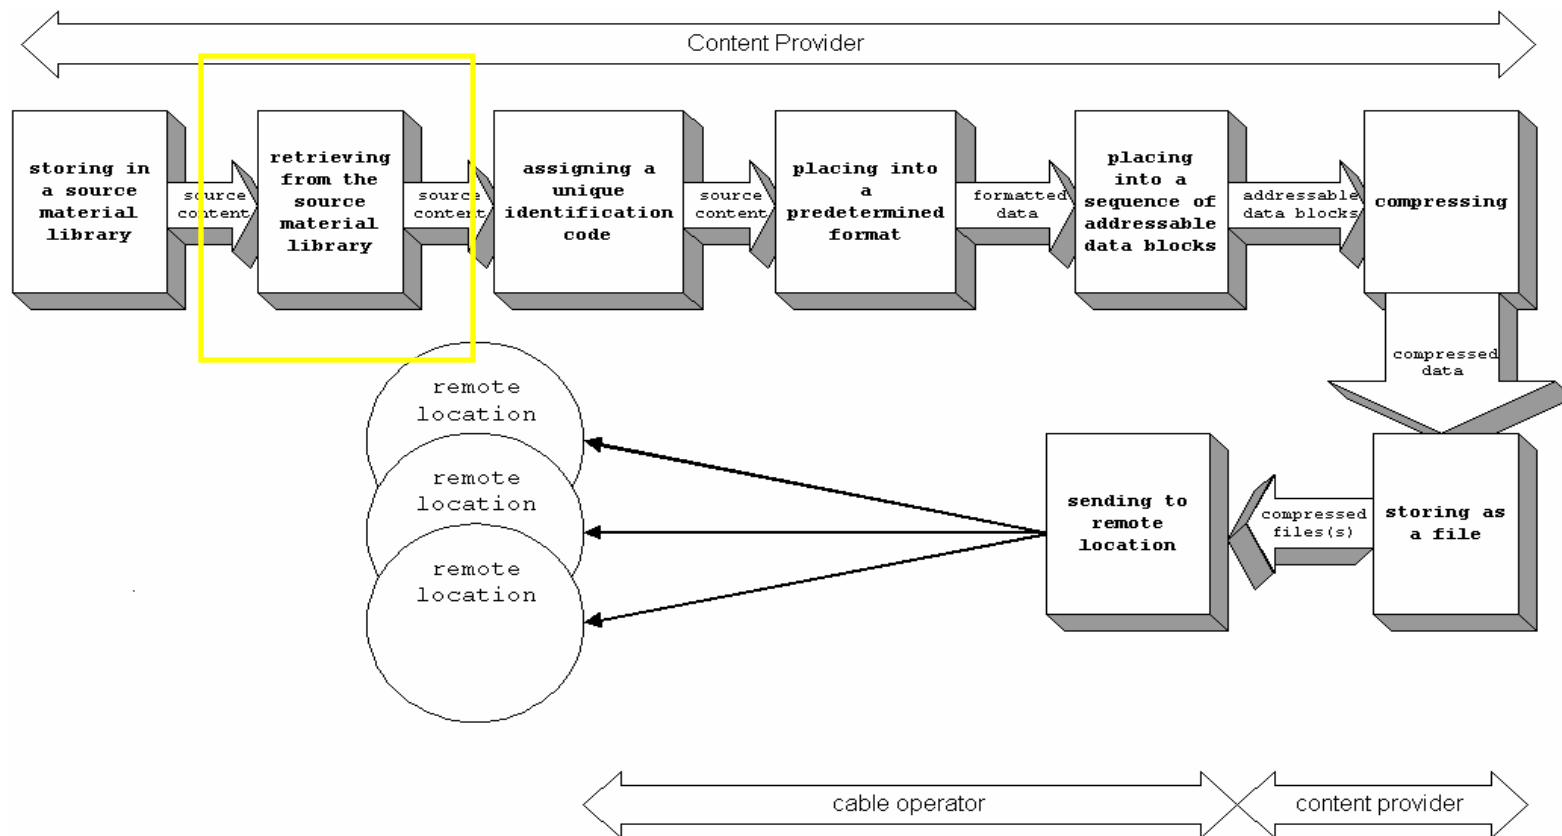 Content Provider
storing in
a source
material
library
source
content
retrieving
from the
source
material
library
source
content
assigning a
unique
identification
code
source
content
placing into
a
predetermined
format
formatted
data
placing
into a
sequence of
addressable
data blocks
addressable
data blocks
compressing
compressed
data
storing as
a file
compressed
files(s)
sending to
remote
location
remote
location
remote
location
remote
location
cable operator
content provider